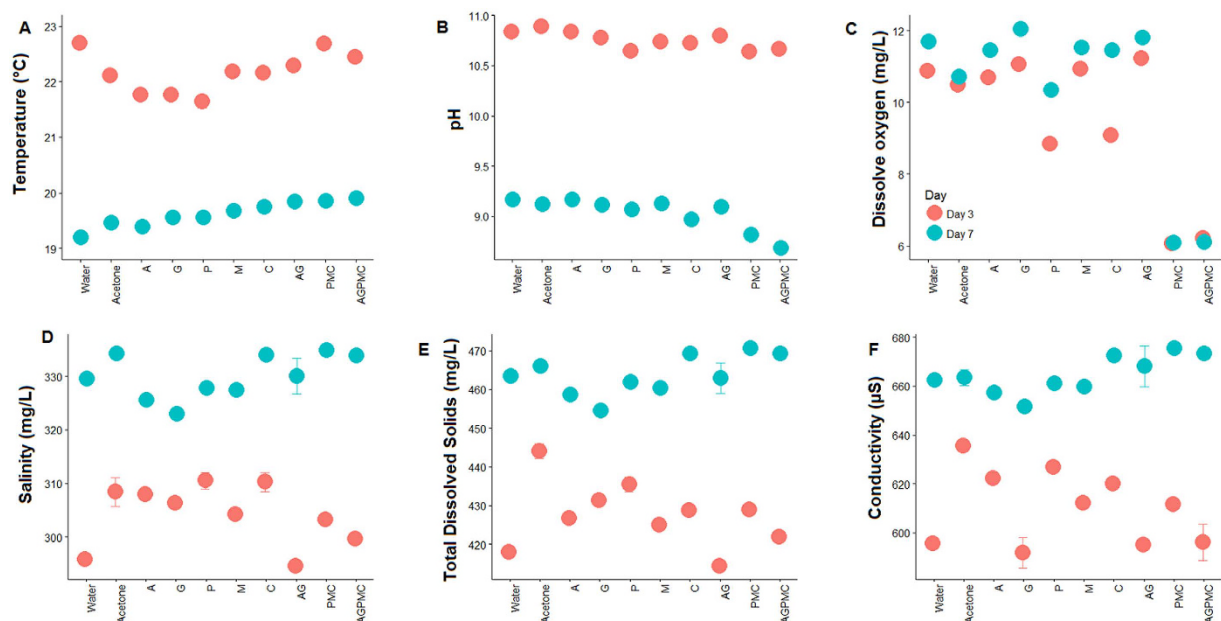 A
Temperature (°C)
23
22
21
20
19
Water
Acetone
A
G
P
M
C
AG
PMC
AGPMC
B
pH
11.0
10.5
10.0
9.5
9.0
Water
Acetone
A
G
P
M
C
AG
PMC
AGPMC
C
Dissolve oxygen (mg/L)
12
10
8
6
Day
Day 3
Day 7
Water
Acetone
A
G
P
M
C
AG
PMC
AGPMC
D
Salinity (mg/L)
330
320
310
300
Water
Acetone
A
G
P
M
C
AG
PMC
AGPMC
E
Total Dissolved Solids (mg/L)
470
460
450
440
430
420
Water
Acetone
A
G
P
M
C
AG
PMC
AGPMC
F
Conductivity (µS)
680
660
640
620
600
Water
Acetone
A
G
P
M
C
AG
PMC
AGPMC